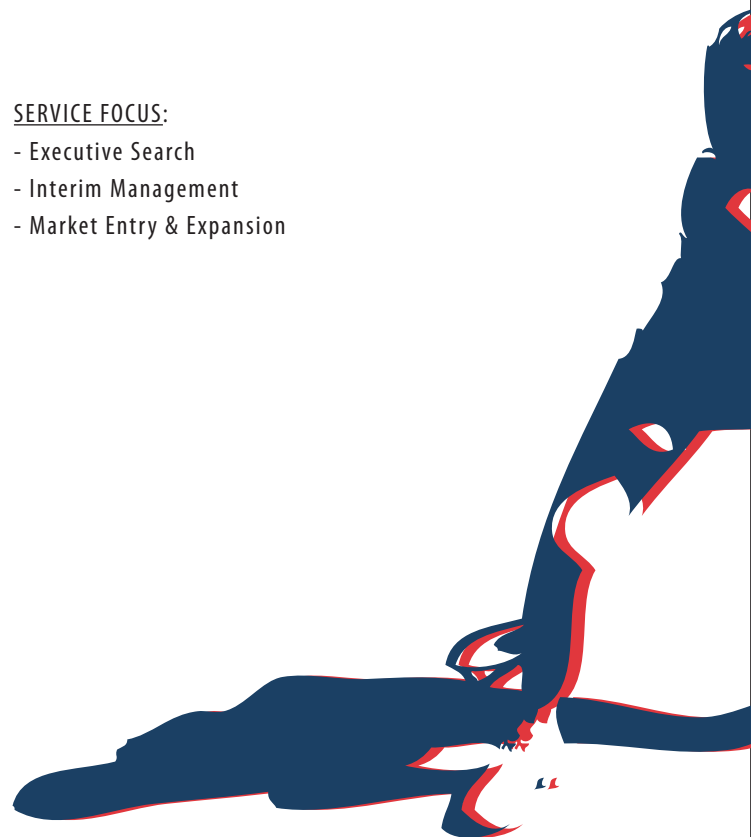 SERVICE FOCUS:
- Executive Search
- Interim Management
- Market Entry & Expansion